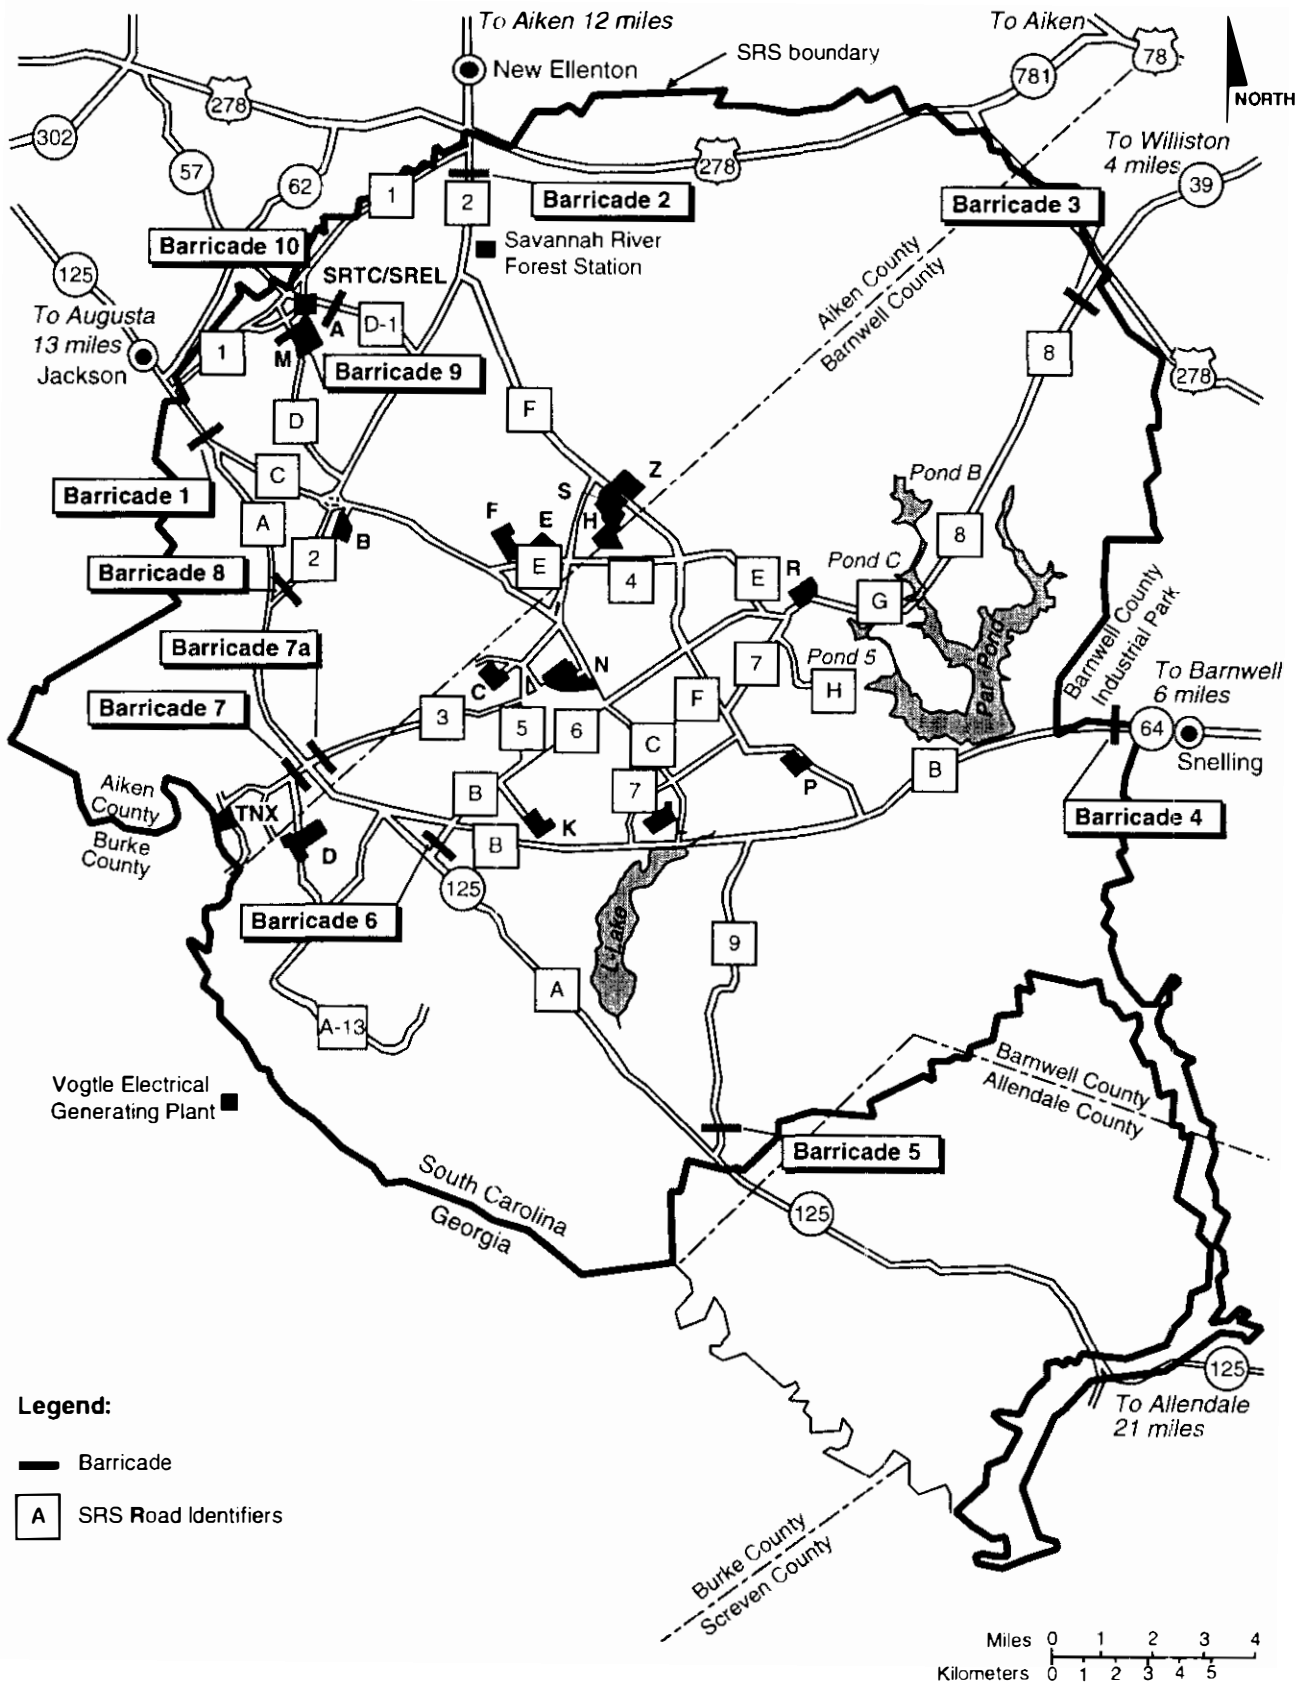 To Aiken 12 miles
To Aiken
SRS boundary
78
New Ellenton
781
278
NORTH
302
To Williston
4 miles
57
62
1
278
39
2
Barricade 2
Barricade 3
Barricade 10
Savannah River
Forest Station
125
SRTC/SREL
Aiken County
Barnwell County
To Augusta
13 miles
Jackson
A
D-1
1
M
8
278
Barricade 9
D
F
Z
Pond B
C
S
Barricade 1
F
E
H
A
B
8
2
E
Pond C
Barricade 8
4
E
R
G
Barnwell County
Industrial Park
Barricade 7a
Par Pond
7
Pond 5
N
C
H
To Barnwell
6 miles
F
Barricade 7
3
5
6
C
64
Snelling
B
P
Aiken
County
Burke
County
TNX
B
7
K
Barricade 4
D
B
125
Barricade 6
L-Lake
9
A
A-13
Barnwell County
Allendale County
Vogtle Electrical
Generating Plant
Barricade 5
South Carolina
Georgia
125
125
To Allendale
21 miles
Legend:
Barricade
A
SRS Road Identifiers
Burke County
Screven County
Miles 0 1 2 3 4
Kilometers 0 1 2 3 4 5